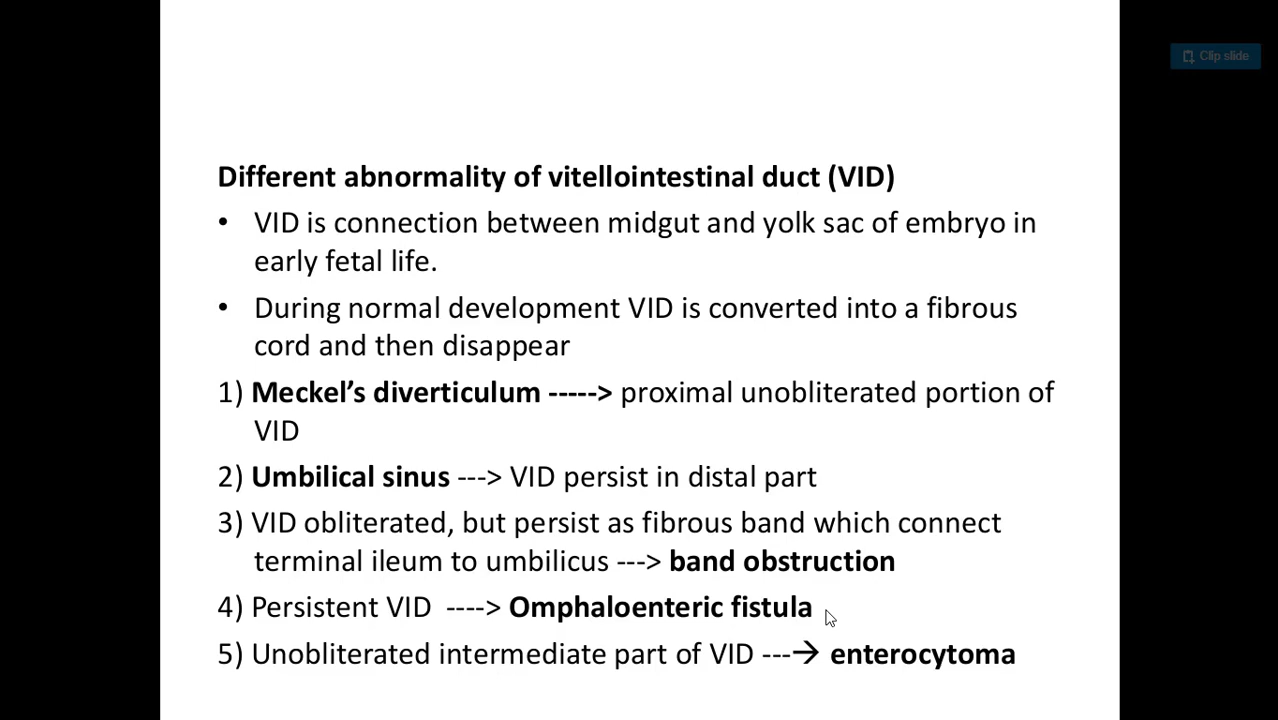 Clip slide
Different abnormality of vitellointestinal duct (VID)
• VID is connection between midgut and yolk sac of embryo in
early fetal life.
• During normal development VID is converted into a fibrous
cord and then disappear
1) Meckel’s diverticulum -----> proximal unobliterated portion of
VID
2) Umbilical sinus ---> VID persist in distal part
3) VID obliterated, but persist as fibrous band which connect
terminal ileum to umbilicus ---> band obstruction
4) Persistent VID ----> Omphaloenteric fistula
5) Unobliterated intermediate part of VID ---→ enterocytoma